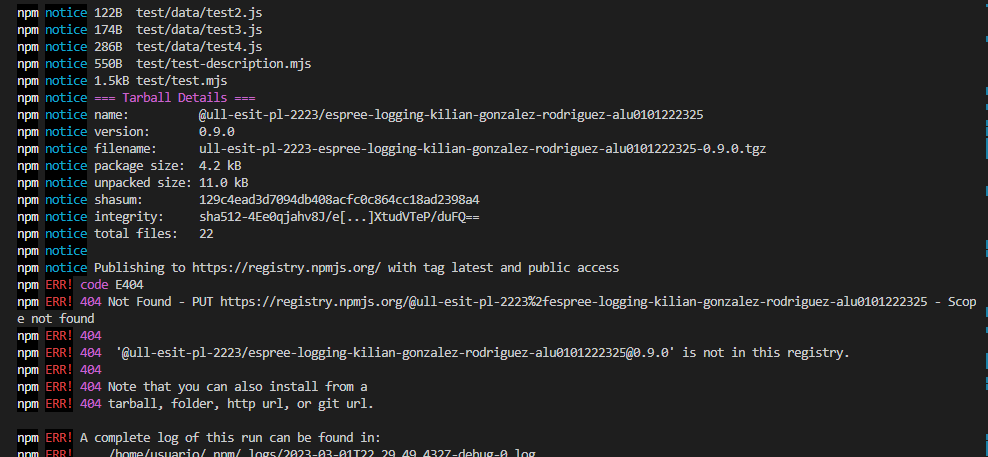 npm notice 122B  test/data/test2.js
npm notice 174B  test/data/test3.js
npm notice 286B  test/data/test4.js
npm notice 550B  test/test-description.mjs
npm notice 1.5kB test/test.mjs
npm notice === Tarball Details ===
npm notice name:          @ull-esit-pl-2223/espree-logging-kilian-gonzalez-rodriguez-alu0101222325
npm notice version:       0.9.0
npm notice filename:      ull-esit-pl-2223-espree-logging-kilian-gonzalez-rodriguez-alu0101222325-0.9.0.tgz
npm notice package size:  4.2 kB
npm notice unpacked size: 11.0 kB
npm notice shasum:        129c4ead3d7094db408acfc0c864cc18ad2398a4
npm notice integrity:     sha512-4Ee0qjahv8J/e[...]XtudVTeP/duFQ==
npm notice total files:   22
npm notice
npm notice Publishing to https://registry.npmjs.org/ with tag latest and public access
npm ERR! code E404
npm ERR! 404 Not Found - PUT https://registry.npmjs.org/@ull-esit-pl-2223%2fespree-logging-kilian-gonzalez-rodriguez-alu0101222325 - Scop
e not found
npm ERR! 404
npm ERR! 404  '@ull-esit-pl-2223/espree-logging-kilian-gonzalez-rodriguez-alu0101222325@0.9.0' is not in this registry.
npm ERR! 404
npm ERR! 404 Note that you can also install from a
npm ERR! 404 tarball, folder, http url, or git url.
npm ERR! A complete log of this run can be found in:
npm ERR!     /home/usuario/.npm/_logs/2023-03-01T22_29_49_432Z-debug-0.log